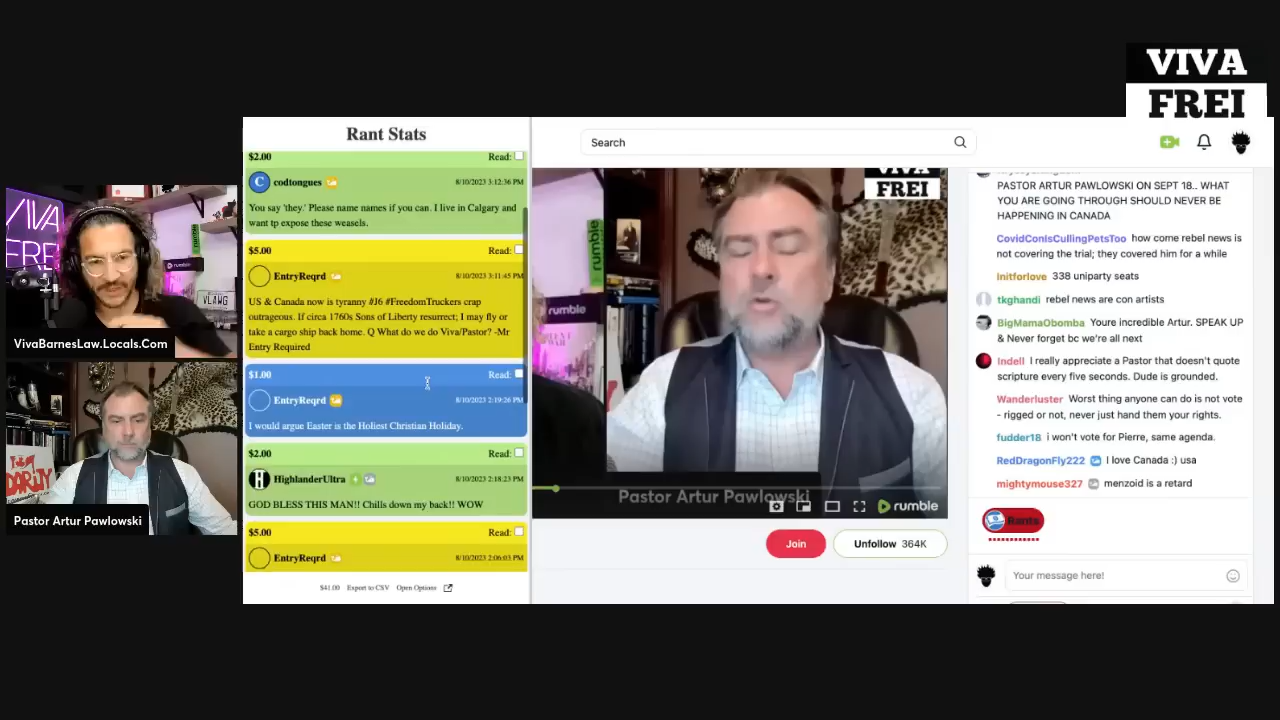 VIVA
FREI
Rant Stats
$2.00 Read:
C codtongues 8/10/2023 3:12:36 PM
You say 'they.' Please name names if you can. I live in Calgary and
want tp expose these weasels.
$5.00 Read:
EntryReqrd 8/10/2023 3:11:45 PM
US & Canada now is tyranny #J6 #FreedomTruckers crap
outrageous. If circa 1760s Sons of Liberty resurrect; I may fly or
take a cargo ship back home. Q What do we do Viva/Pastor? -Mr
Entry Required
$1.00 Read:
EntryReqrd 8/10/2023 2:19:26 PM
I would argue Easter is the Holiest Christian Holiday.
$2.00 Read:
H HighlanderUltra 8/10/2023 2:18:23 PM
GOD BLESS THIS MAN!! Chills down my back!! WOW
$5.00 Read:
EntryReqrd 8/10/2023 2:06:03 PM
$41.00 Export to CSV Open Options
VIVA
FRE
rumble
VLAWG
VivaBarnesLaw.Locals.Com
Pastor Artur Pawlowski
Search
FREI
rumble
rumble
Pastor Artur Pawlowski
rumble
Join
Unfollow 364K
PASTOR ARTUR PAWLOWSKI ON SEPT 18.. WHAT
YOU ARE GOING THROUGH SHOULD NEVER BE
HAPPENING IN CANADA
CovidConIsCullingPetsToo how come rebel news is
not covering the trial; they covered him for a while
Initforlove 338 uniparty seats
tkghandi rebel news are con artists
BigMamaObomba Youre incredible Artur. SPEAK UP
& Never forget bc we're all next
Indell I really appreciate a Pastor that doesn't quote
scripture every five seconds. Dude is grounded.
Wanderluster Worst thing anyone can do is not vote
- rigged or not, never just hand them your rights.
fudder18 i won't vote for Pierre, same agenda.
RedDragonFly222 I love Canada :) usa
mightymouse327 menzoid is a retard
Rants
Your message here!